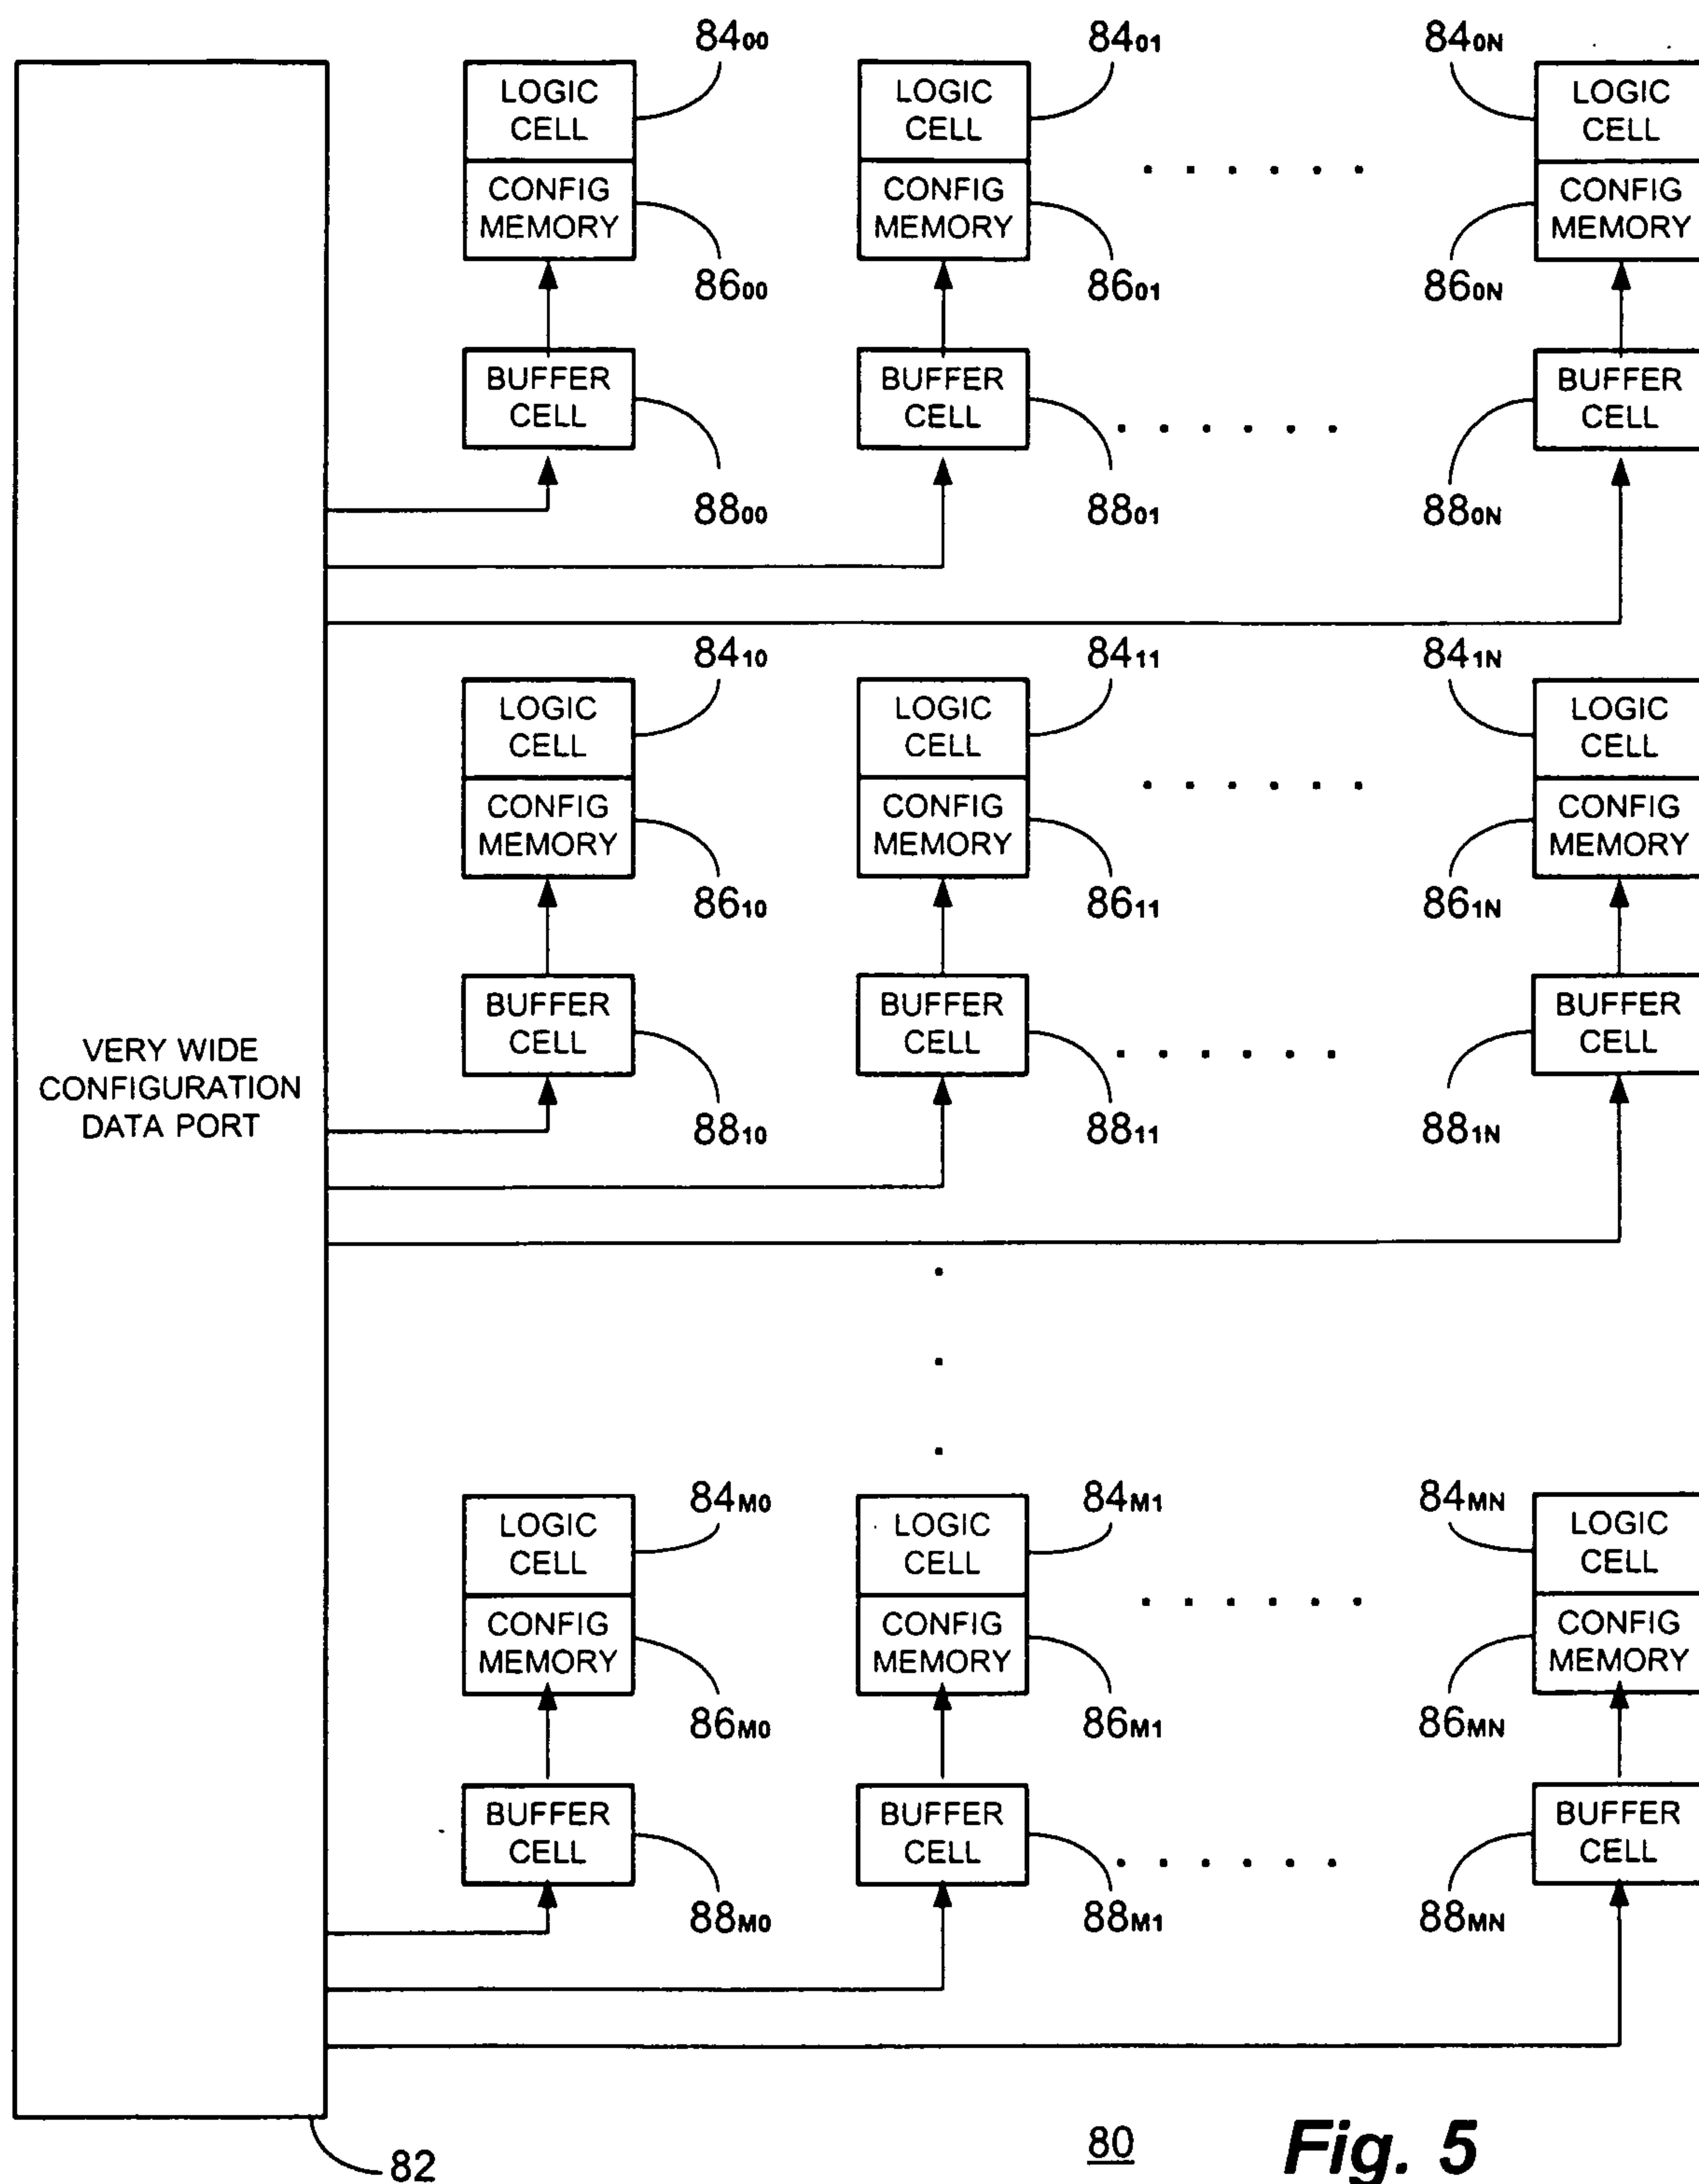 84₀₀ 84₀₁ 84₀N
LOGIC CELL LOGIC CELL LOGIC CELL
CONFIG MEMORY CONFIG MEMORY CONFIG MEMORY
86₀₀ 86₀₁ 86₀N
BUFFER CELL BUFFER CELL BUFFER CELL
88₀₀ 88₀₁ 88₀N
84₁₀ 84₁₁ 84₁N
LOGIC CELL LOGIC CELL LOGIC CELL
CONFIG MEMORY CONFIG MEMORY CONFIG MEMORY
86₁₀ 86₁₁ 86₁N
BUFFER CELL BUFFER CELL BUFFER CELL
VERY WIDE
CONFIGURATION
DATA PORT
88₁₀ 88₁₁ 88₁N
84M0 84M1 84MN
LOGIC CELL LOGIC CELL LOGIC CELL
CONFIG MEMORY CONFIG MEMORY CONFIG MEMORY
86M0 86M1 86MN
BUFFER CELL BUFFER CELL BUFFER CELL
88M0 88M1 88MN
82
80
Fig. 5